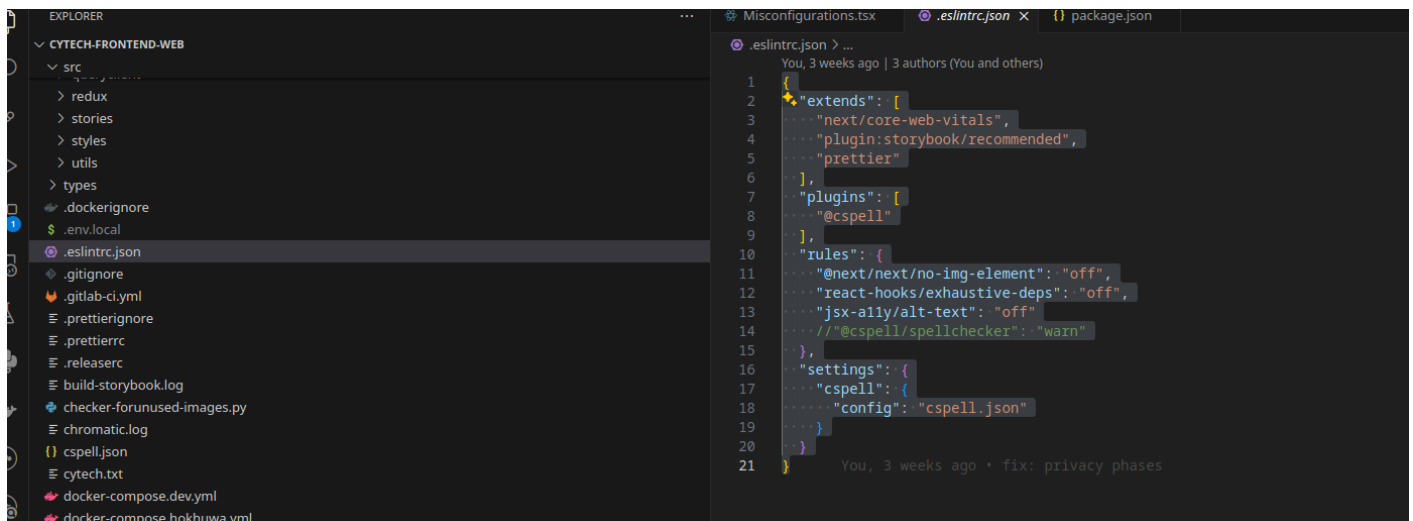 EXPLORER
CYTECH-FRONTEND-WEB
src
redux
stories
styles
utils
types
.dockerignore
$ .env.local
.eslintrc.json
.gitignore
.gitlab-ci.yml
.prettierignore
.prettierrc
.releaserc
build-storybook.log
checker-forunused-images.py
chromatic.log
{} cspell.json
cytech.txt
docker-compose.dev.yml
docker-compose.hokhuwa.yml
1
Misconfigurations.tsx
.eslintrc.json
{} package.json
.eslintrc.json > ...
You, 3 weeks ago | 3 authors (You and others)
1 {
2 "extends": [
3 "next/core-web-vitals",
4 "plugin:storybook/recommended",
5 "prettier"
6 ],
7 "plugins": [
8 "@cspell"
9 ],
10 "rules": {
11 "@next/next/no-img-element": "off",
12 "react-hooks/exhaustive-deps": "off",
13 "jsx-a11y/alt-text": "off"
14 //"@cspell/spellchecker": "warn"
15 },
16 "settings": {
17 "cspell": {
18 "config": "cspell.json"
19 }
20 }
21 } You, 3 weeks ago • fix: privacy phases